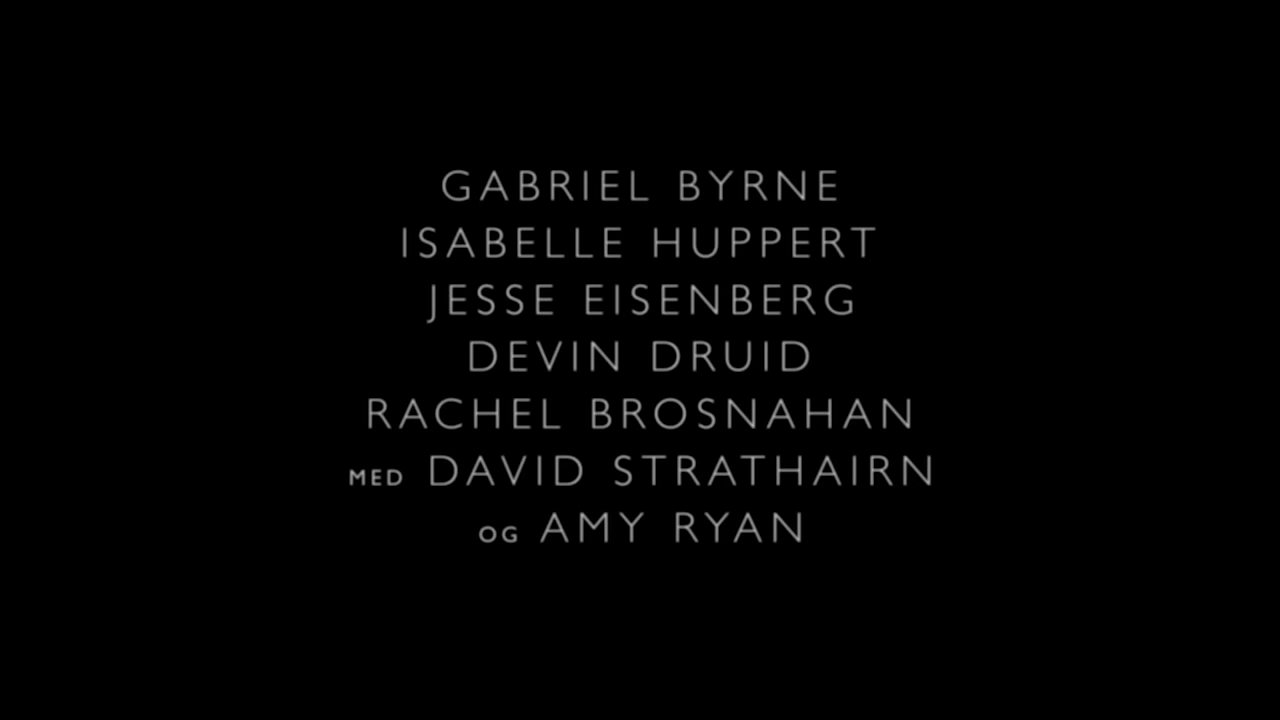 GABRIEL BYRNE
ISABELLE HUPPERT
JESSE EISENBERG
DEVIN DRUID
RACHEL BROSNAHAN
MED DAVID STRATHAIRN
OG AMY RYAN